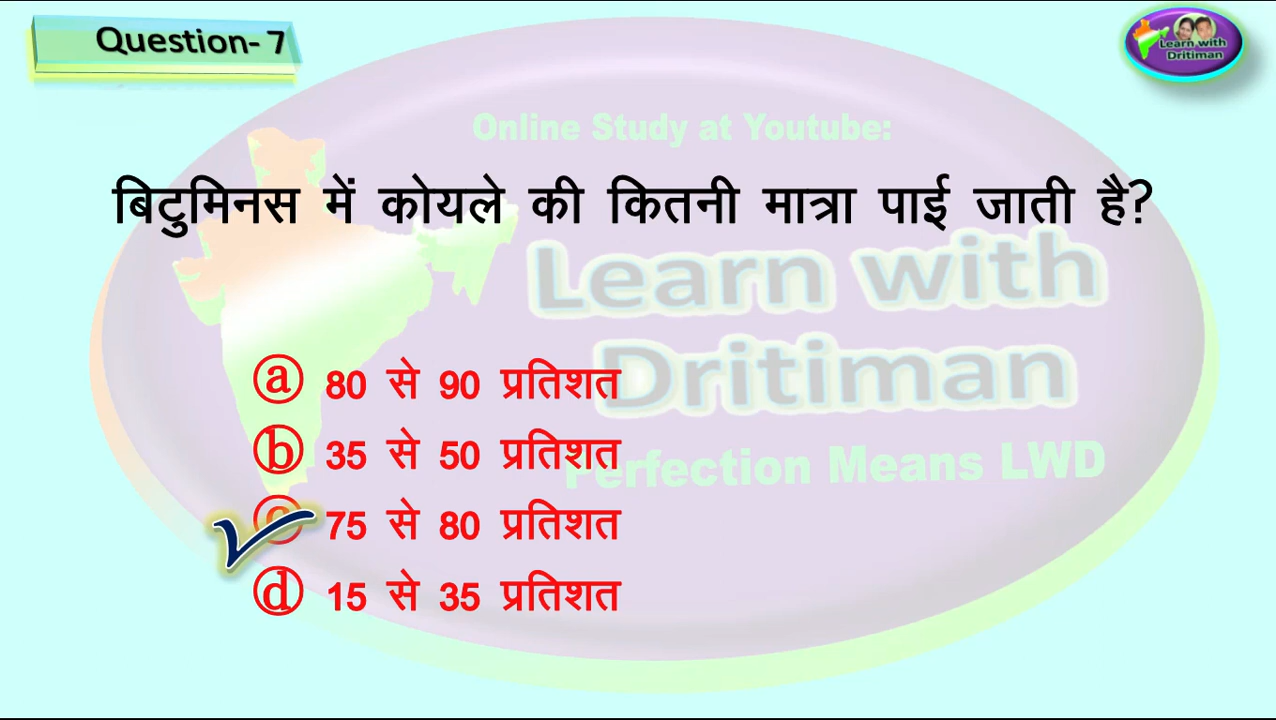 Question- 7
Learn with
Dritiman
Online Study at Youtube:
बिटुमिनस में कोयले की कितनी मात्रा पाई जाती है?
Learn with
Dritiman
Perfection Means LWD
ⓐ 80 से 90 प्रतिशत
ⓑ 35 से 50 प्रतिशत
ⓒ 75 से 80 प्रतिशत
ⓓ 15 से 35 प्रतिशत